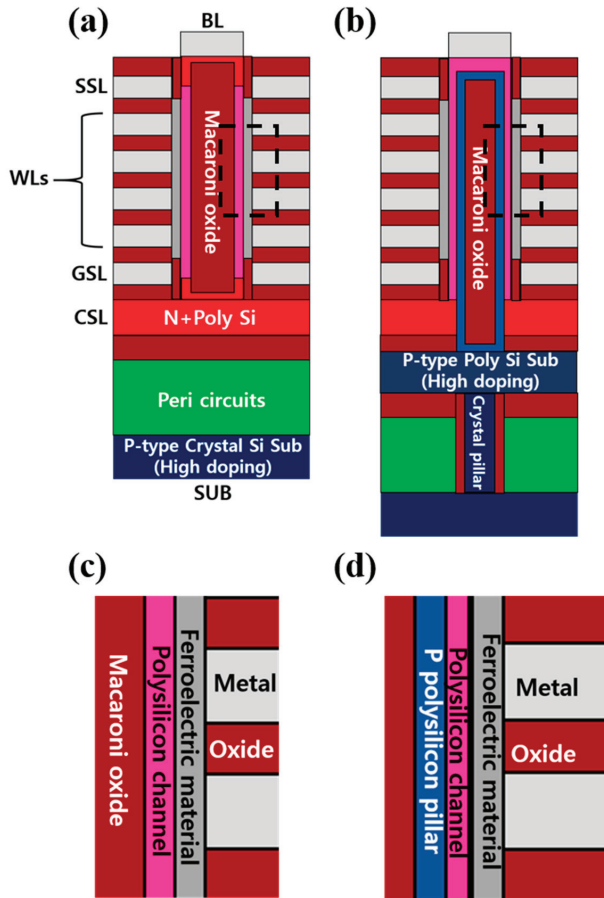 (a)
BL
SSL
WLs
GSL
CSL
Macaroni oxide
N+Poly Si
Peri circuits
P-type Crystal Si Sub
(High doping)
SUB
(b)
Macaroni oxide
P-type Poly Si Sub
(High doping)
Crystal pillar
(c)
Macaroni oxide
Polysilicon channel
Ferroelectric material
Metal
Oxide
(d)
P polysilicon pillar
Polysilicon channel
Ferroelectric material
Metal
Oxide